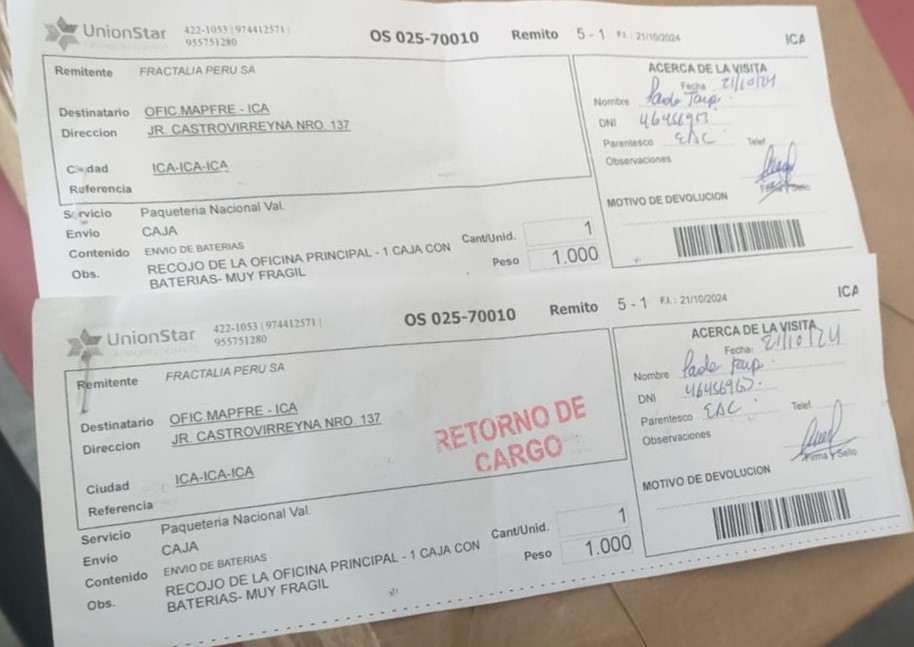 UnionStar 422-1053 | 974412571 | OS 025-70010 Remito 5 - 1 F.I.: 21/10/2024 ICA
955751280
Remitente FRACTALIA PERU SA
Destinatario OFIC.MAPFRE - ICA
Direccion JR. CASTROVIRREYNA NRO. 137
Ciudad ICA-ICA-ICA
Referencia
Servicio Paqueteria Nacional Val.
Envio CAJA
Contenido ENVIO DE BATERIAS
Obs. RECOJO DE LA OFICINA PRINCIPAL - 1 CAJA CON
BATERIAS- MUY FRAGIL
Cant/Unid. 1
Peso 1.000
ACERCA DE LA VISITA
Fecha 21/10/24
Nombre
DNI
Parentesco EAC Telef
Observaciones
Firma y Sello
MOTIVO DE DEVOLUCION
UnionStar 422-1053 | 974412571 | OS 025-70010 Remito 5 - 1 F.I.: 21/10/2024 ICA
955751280
Remitente FRACTALIA PERU SA
Destinatario OFIC.MAPFRE - ICA
Direccion JR. CASTROVIRREYNA NRO. 137
Ciudad ICA-ICA-ICA
Referencia
RETORNO DE
CARGO
Servicio Paqueteria Nacional Val.
Envio CAJA
Contenido ENVIO DE BATERIAS
Obs. RECOJO DE LA OFICINA PRINCIPAL - 1 CAJA CON
BATERIAS- MUY FRAGIL
Cant/Unid. 1
Peso 1.000
ACERCA DE LA VISITA
Fecha: 21/10/24
Nombre
DNI
Parentesco EAC Telef.
Observaciones
Firma y Sello
MOTIVO DE DEVOLUCION